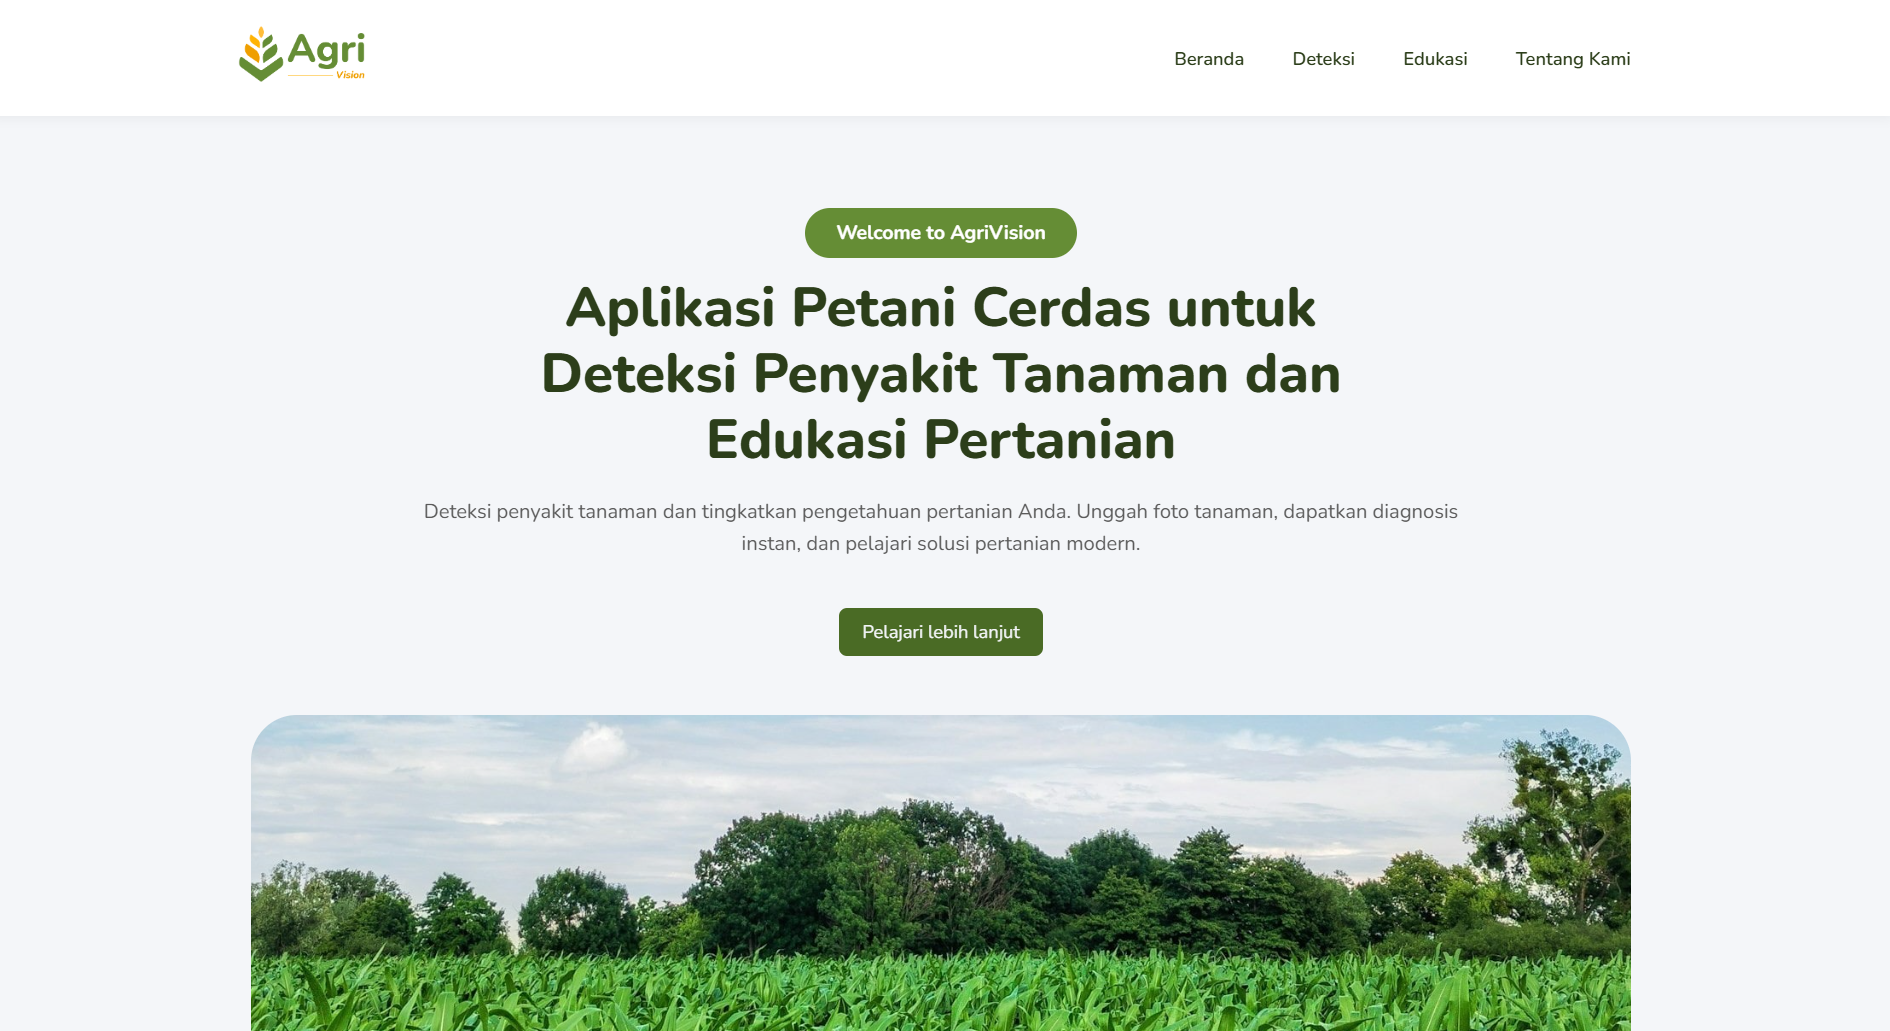 Agri
Vision
Beranda Deteksi Edukasi Tentang Kami
Welcome to AgriVision
Aplikasi Petani Cerdas untuk
Deteksi Penyakit Tanaman dan
Edukasi Pertanian
Deteksi penyakit tanaman dan tingkatkan pengetahuan pertanian Anda. Unggah foto tanaman, dapatkan diagnosis
instan, dan pelajari solusi pertanian modern.
Pelajari lebih lanjut